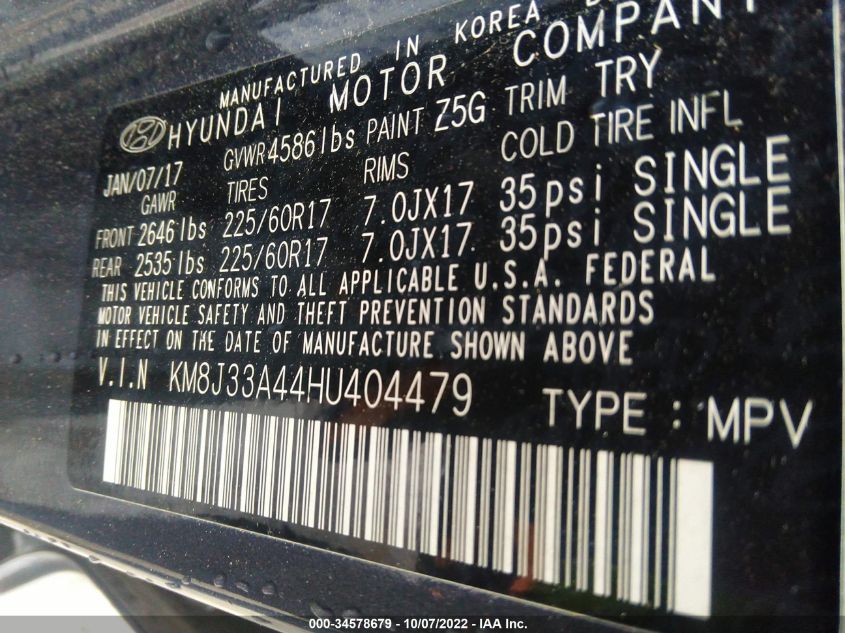 MANUFACTURED IN KOREA
HYUNDAI MOTOR COMPANY
JAN/07/17 GVWR 4586lbs PAINT Z5G TRIM TRY
GAWR TIRES RIMS COLD TIRE INFL
FRONT 2646lbs 225/60R17 7.0JX17 35psi SINGLE
REAR 2535lbs 225/60R17 7.0JX17 35psi SINGLE
THIS VEHICLE CONFORMS TO ALL APPLICABLE U.S.A. FEDERAL
MOTOR VEHICLE SAFETY AND THEFT PREVENTION STANDARDS
IN EFFECT ON THE DATE OF MANUFACTURE SHOWN ABOVE
V.I.N KM8J33A44HU404479 TYPE : MPV
000-34578679 - 10/07/2022 - IAA Inc.